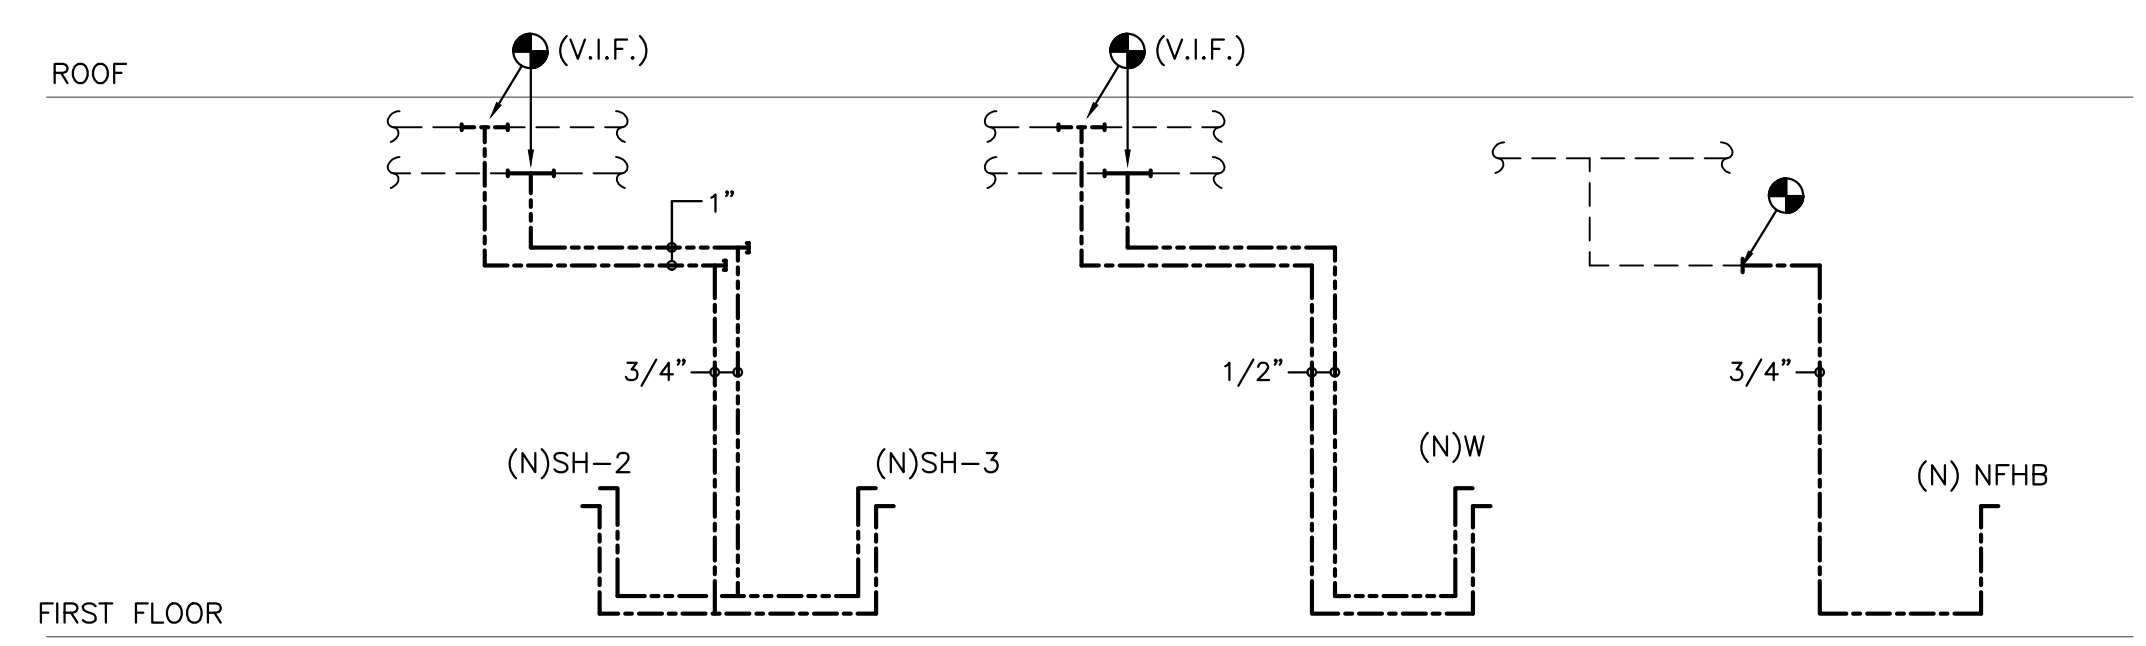 (V.I.F.)
(V.I.F.)
ROOF
1”
3/4”
1/2”
3/4”
(N)W
(N)SH-2
(N)SH-3
(N) NFHB
FIRST FLOOR